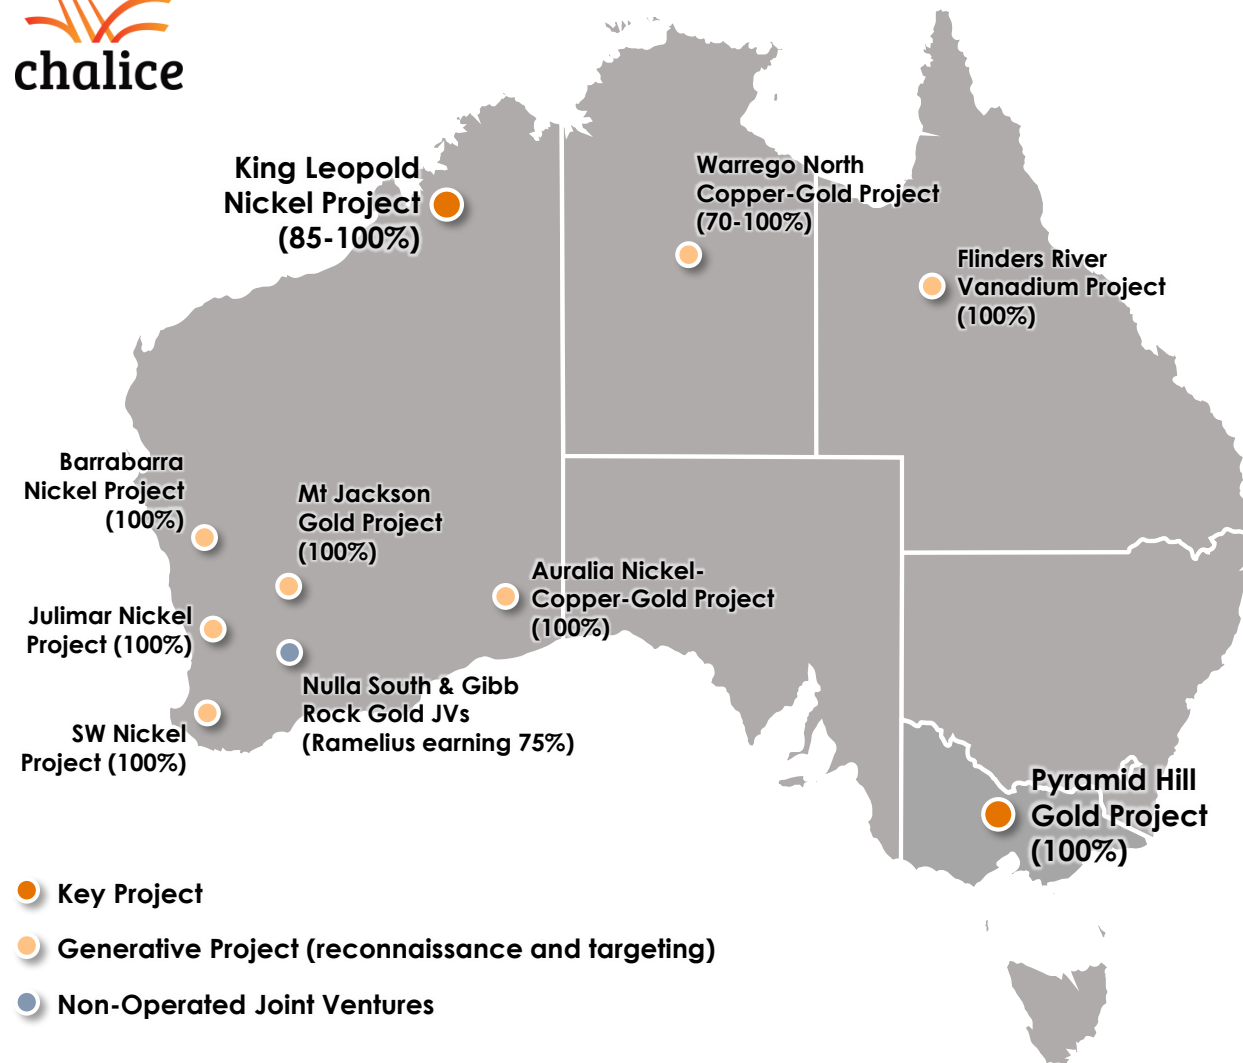 chalice
King Leopold
Nickel Project
(85-100%)
Warrego North
Copper-Gold Project
(70-100%)
Flinders River
Vanadium Project
(100%)
Barrabarra
Nickel Project
(100%)
Mt Jackson
Gold Project
(100%)
Auralia Nickel-
Copper-Gold Project
(100%)
Julimar Nickel
Project (100%)
Nulla South & Gibb
Rock Gold JVs
(Ramelius earning 75%)
SW Nickel
Project (100%)
Pyramid Hill
Gold Project
(100%)
Key Project
Generative Project (reconnaissance and targeting)
Non-Operated Joint Ventures